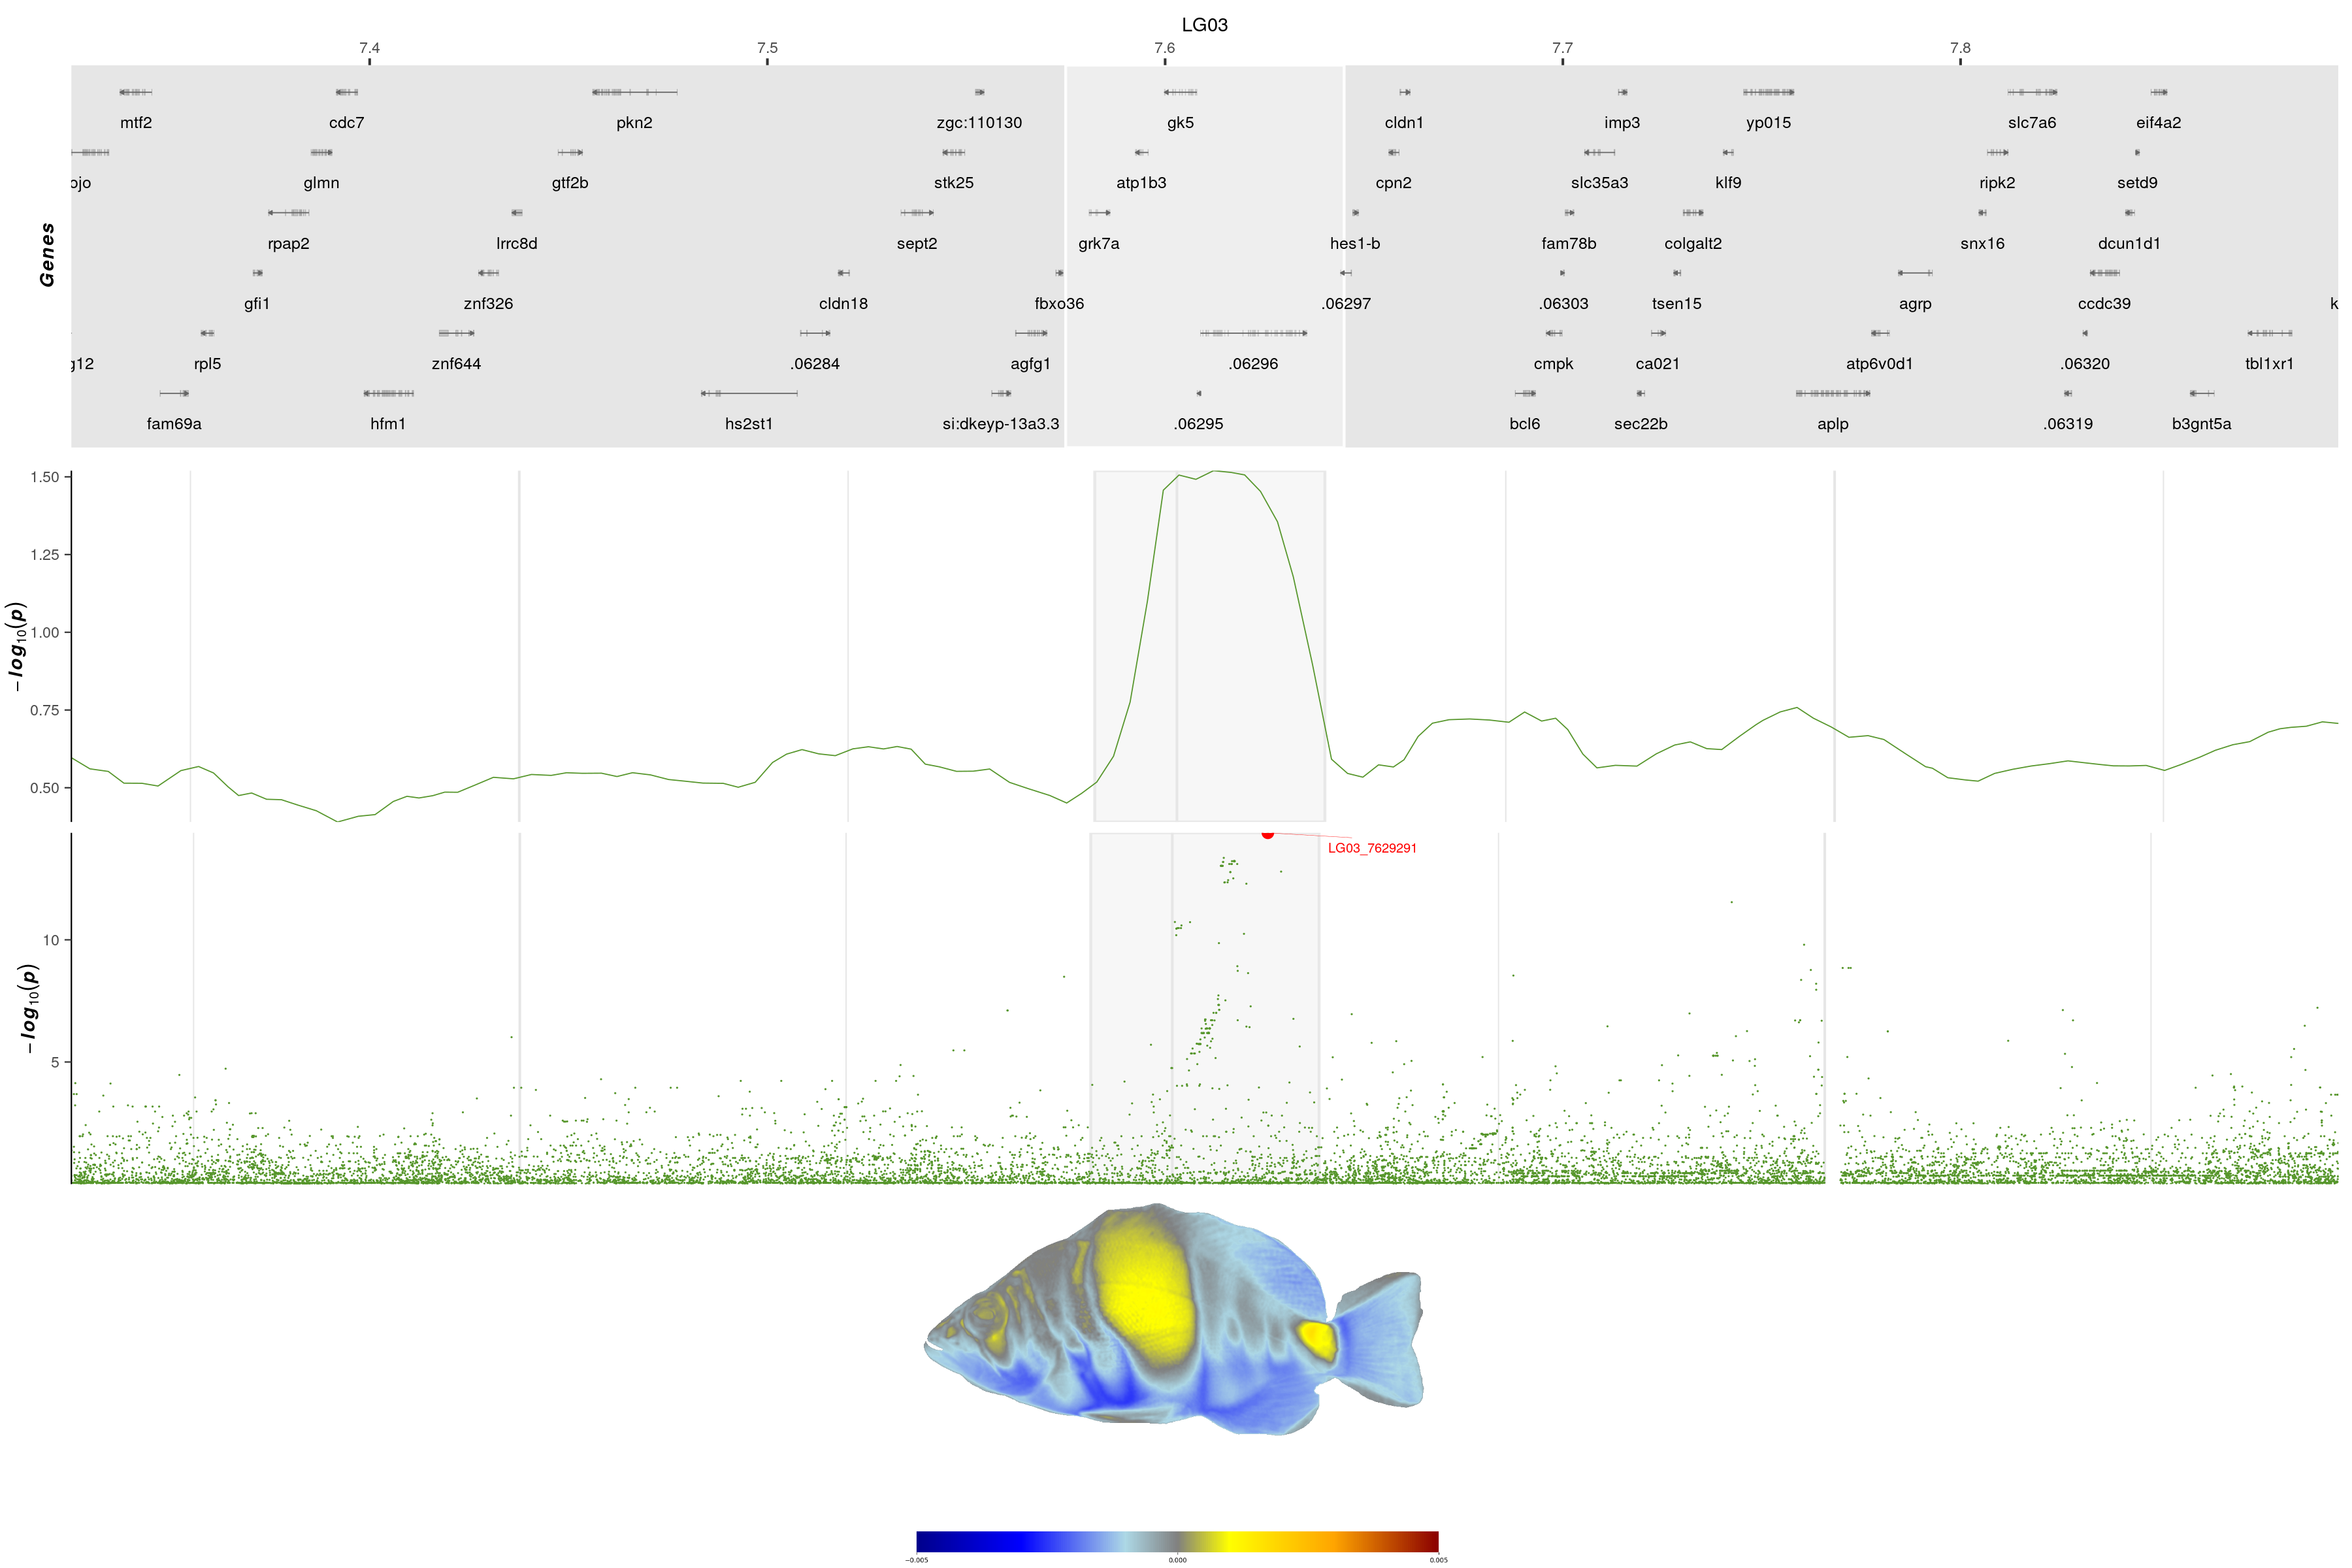 LG03
7.4 7.5 7.6 7.7 7.8
mtf2 cdc7 pkn2 zgc:110130 gk5 cldn1 imp3 yp015 slc7a6 eif4a2
ojo glmn gtf2b stk25 atp1b3 cpn2 slc35a3 klf9 ripk2 setd9
Genes
rpap2 lrrc8d sept2 grk7a hes1-b fam78b colgalt2 snx16 dcun1d1
gfi1 znf326 cldn18 fbxo36 .06297 .06303 tsen15 agrp ccdc39 k
g12 rpl5 znf644 .06284 agfg1 .06296 cmpk ca021 atp6v0d1 .06320 tbl1xr1
fam69a hfm1 hs2st1 si:dkeyp-13a3.3 .06295 bcl6 sec22b aplp .06319 b3gnt5a
1.50
1.25
1.00
0.75
0.50
−log10(p)
LG03_7629291
10
5
−log10(p)
−0.005 0.000 0.005